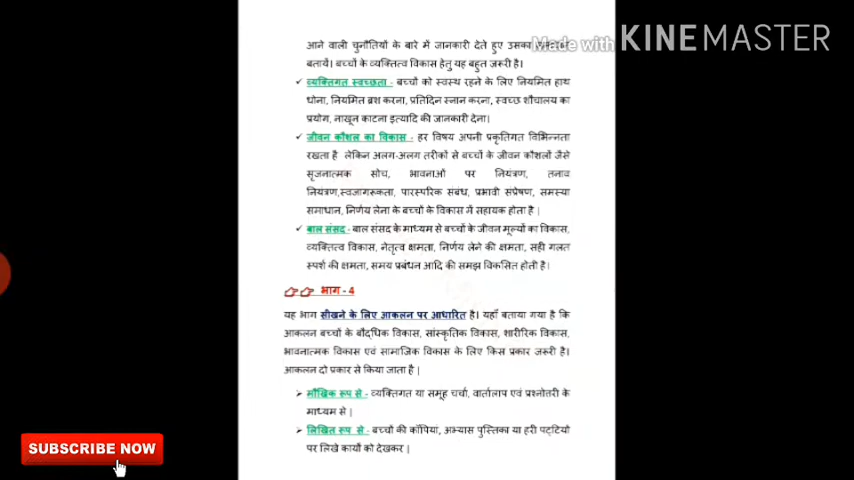 आने वाली चुनौतियों के बारे में जानकारी देते हुए उसका
Made with KINEMASTER
बतायें। बच्चों के व्यक्तित्व विकास हेतु यह बहुत जरूरी है।
✓ व्यक्तिगत स्वच्छता - बच्चों को स्वस्थ रहने के लिए नियमित हाथ
धोना, नियमित ब्रश करना, प्रतिदिन स्नान करना, स्वच्छ शौचालय का
प्रयोग, नाखून काटना इत्यादि की जानकारी देना।
✓ जीवन कौशल का विकास - हर विषय अपनी प्रकृतिगत विभिन्नता
रखता है लेकिन अलग-अलग तरीकों से बच्चों के जीवन कौशलों जैसे
सृजनात्मक सोच, भावनाओं पर नियंत्रण, तनाव
नियंत्रण,स्वजागरूकता, पारस्परिक संबंध, प्रभावी संप्रेषण, समस्या
समाधान, निर्णय लेना के बच्चों के विकास में सहायक होता है |
✓ बाल संसद - बाल संसद के माध्यम से बच्चों के जीवन मूल्यों का विकास,
व्यक्तित्व विकास, नेतृत्व क्षमता, निर्णय लेने की क्षमता, सही गलत
स्पर्श की क्षमता, समय प्रबंधन आदि की समझ विकसित होती है।
भाग - 4
यह भाग सीखने के लिए आकलन पर आधारित है। यहाँ बताया गया है कि
आकलन बच्चों के बौद्धिक विकास, सांस्कृतिक विकास, शारीरिक विकास,
भावनात्मक विकास एवं सामाजिक विकास के लिए किस प्रकार जरूरी है।
आकलन दो प्रकार से किया जाता है |
➢ मौखिक रूप से - व्यक्तिगत या समूह चर्चा, वार्तालाप एवं प्रश्नोतरी के
माध्यम से |
➢ लिखित रूप से - बच्चों की कॉपिया, अभ्यास पुस्तिका या हरी पट्टियो
पर लिखे कार्यो को देखकर |
SUBSCRIBE NOW